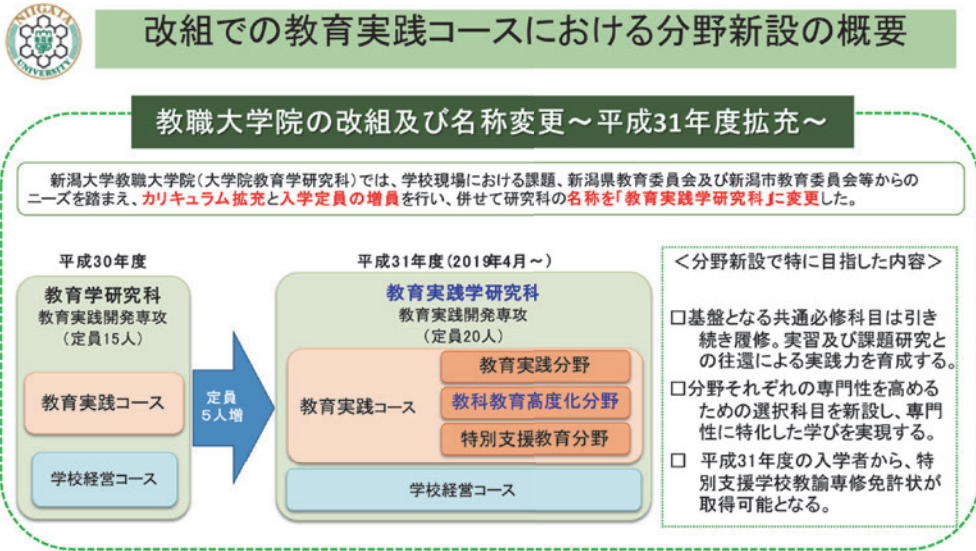 NIIGATA
UNIVERSITY
改組での教育実践コースにおける分野新設の概要
教職大学院の改組及び名称変更～平成31年度拡充～
新潟大学教職大学院(大学院教育学研究科)では、学校現場における課題、新潟県教育委員会及び新潟市教育委員会等からの
ニーズを踏まえ、カリキュラム拡充と入学定員の増員を行い、併せて研究科の名称を「教育実践学研究科」に変更した。
平成30年度
教育学研究科
教育実践開発専攻
(定員15人)
教育実践コース
学校経営コース
定員
5人増
平成31年度(2019年4月～)
教育実践学研究科
教育実践開発専攻
(定員20人)
教育実践コース
教育実践分野
教科教育高度化分野
特別支援教育分野
学校経営コース
＜分野新設で特に目指した内容＞
□基盤となる共通必修科目は引き
続き履修。実習及び課題研究と
の往還による実践力を育成する。
□分野それぞれの専門性を高める
ための選択科目を新設し、専門
性に特化した学びを実現する。
□ 平成31年度の入学者から、特
別支援学校教諭専修免許状が
取得可能となる。